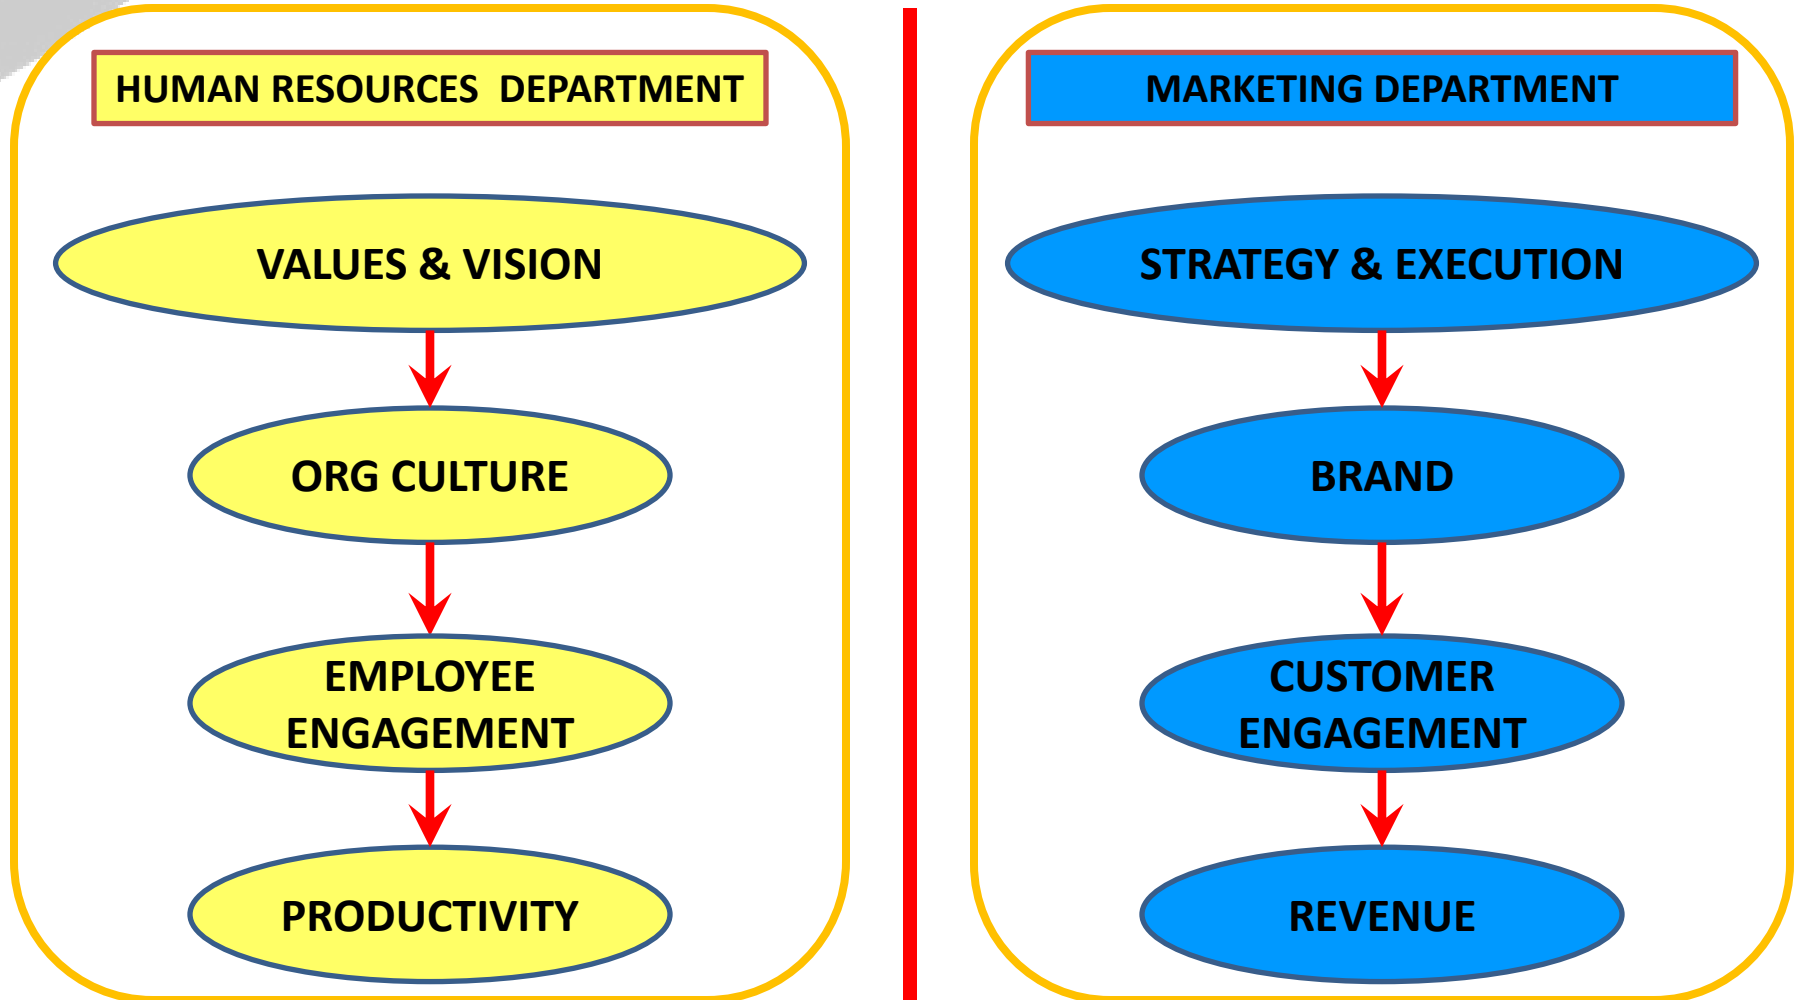 HUMAN RESOURCES  DEPARTMENT
VALUES & VISION
ORG CULTURE
EMPLOYEE
ENGAGEMENT
PRODUCTIVITY
MARKETING DEPARTMENT
STRATEGY & EXECUTION
BRAND
CUSTOMER
ENGAGEMENT
REVENUE